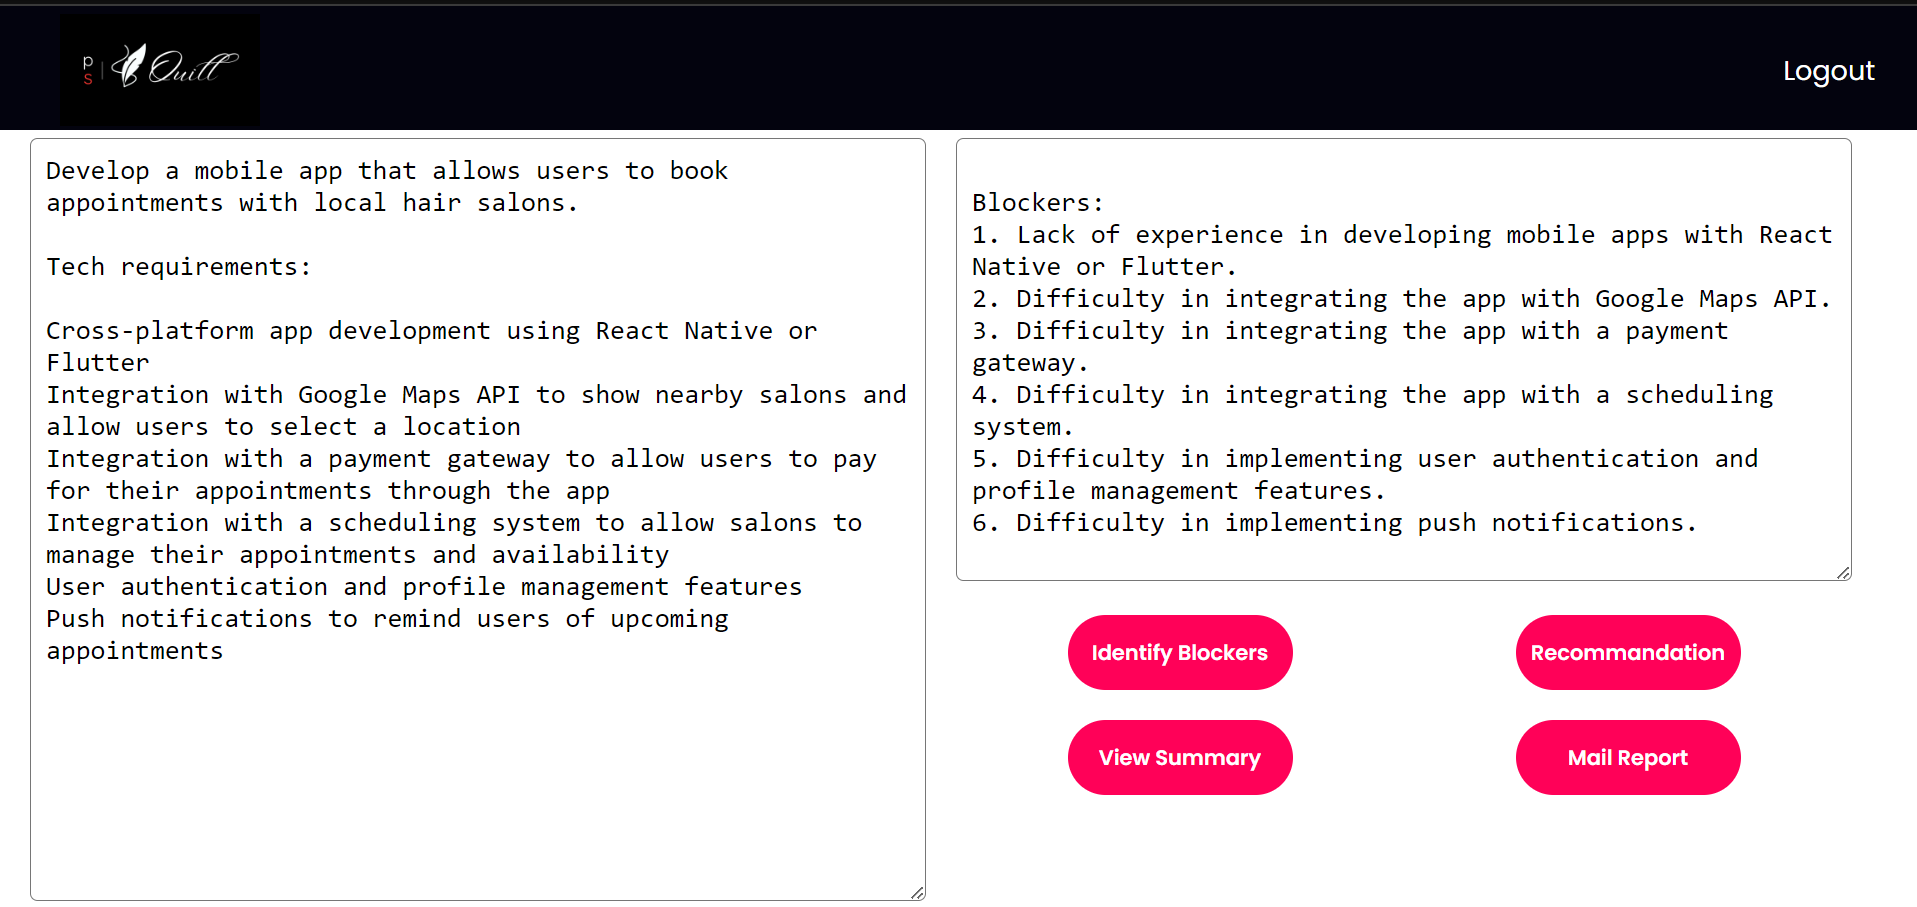 ps | Quill
Logout
Develop a mobile app that allows users to book
appointments with local hair salons.
Tech requirements:
Cross-platform app development using React Native or
Flutter
Integration with Google Maps API to show nearby salons and
allow users to select a location
Integration with a payment gateway to allow users to pay
for their appointments through the app
Integration with a scheduling system to allow salons to
manage their appointments and availability
User authentication and profile management features
Push notifications to remind users of upcoming
appointments
Blockers:
1. Lack of experience in developing mobile apps with React
Native or Flutter.
2. Difficulty in integrating the app with Google Maps API.
3. Difficulty in integrating the app with a payment
gateway.
4. Difficulty in integrating the app with a scheduling
system.
5. Difficulty in implementing user authentication and
profile management features.
6. Difficulty in implementing push notifications.
Identify Blockers
Recommandation
View Summary
Mail Report